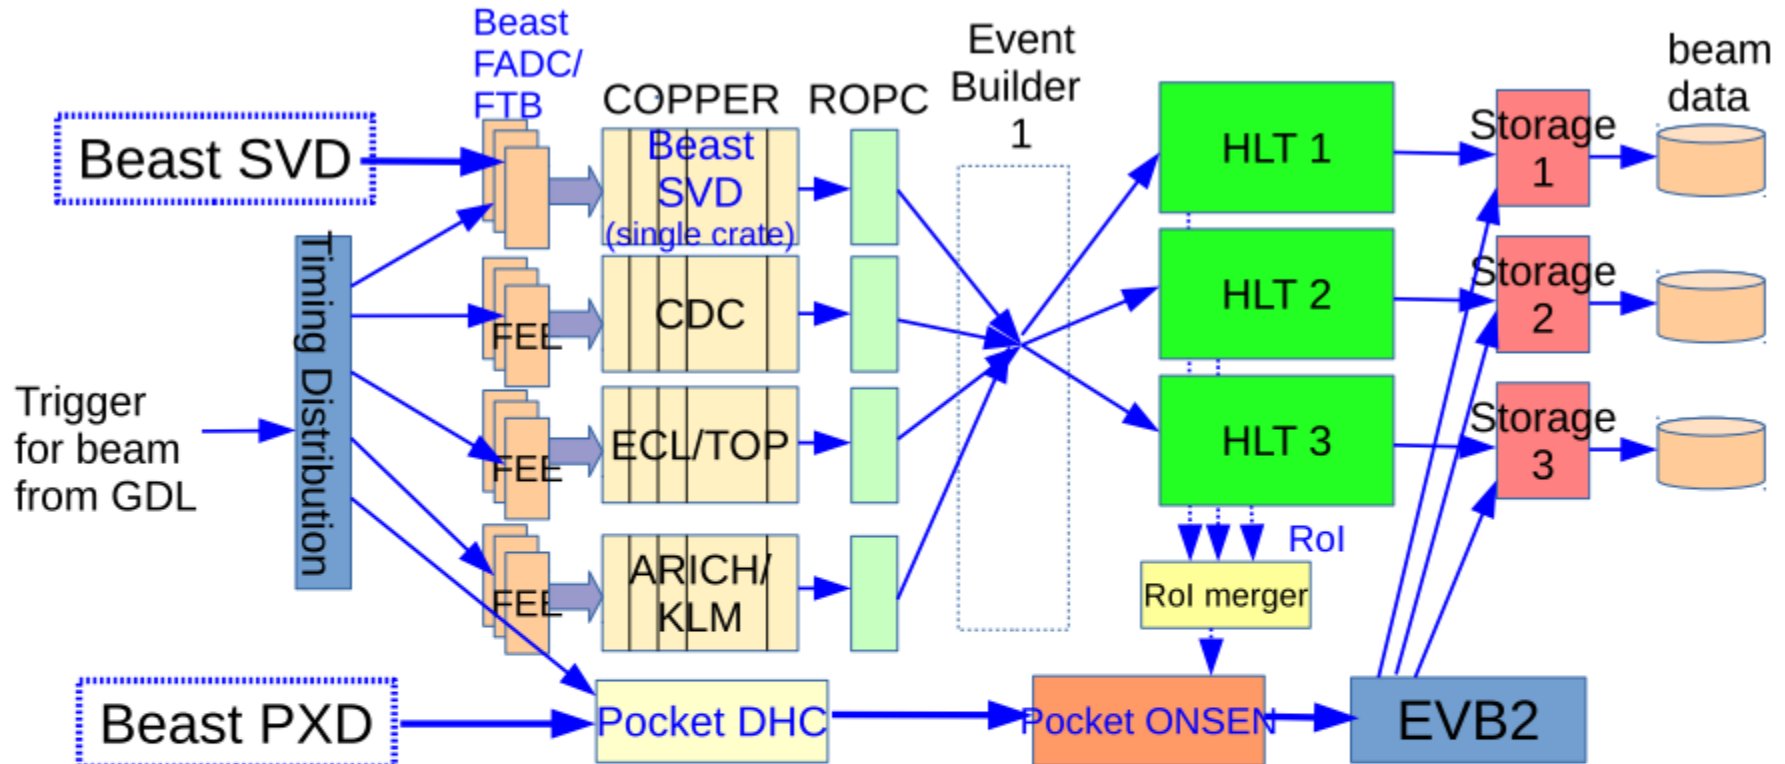 Beast
FADC/
FTB
COPPER
ROPC
Event
Builder
1
beam
data
Beast SVD
Beast
SVD
(single crate)
HLT 1
Storage
1
Timing Distribution
FEE
CDC
HLT 2
Storage
2
Trigger
for beam
from GDL
FEE
ECL/TOP
HLT 3
Storage
3
FEE
ARICH/
KLM
RoI
RoI merger
Beast PXD
Pocket DHC
Pocket ONSEN
EVB2